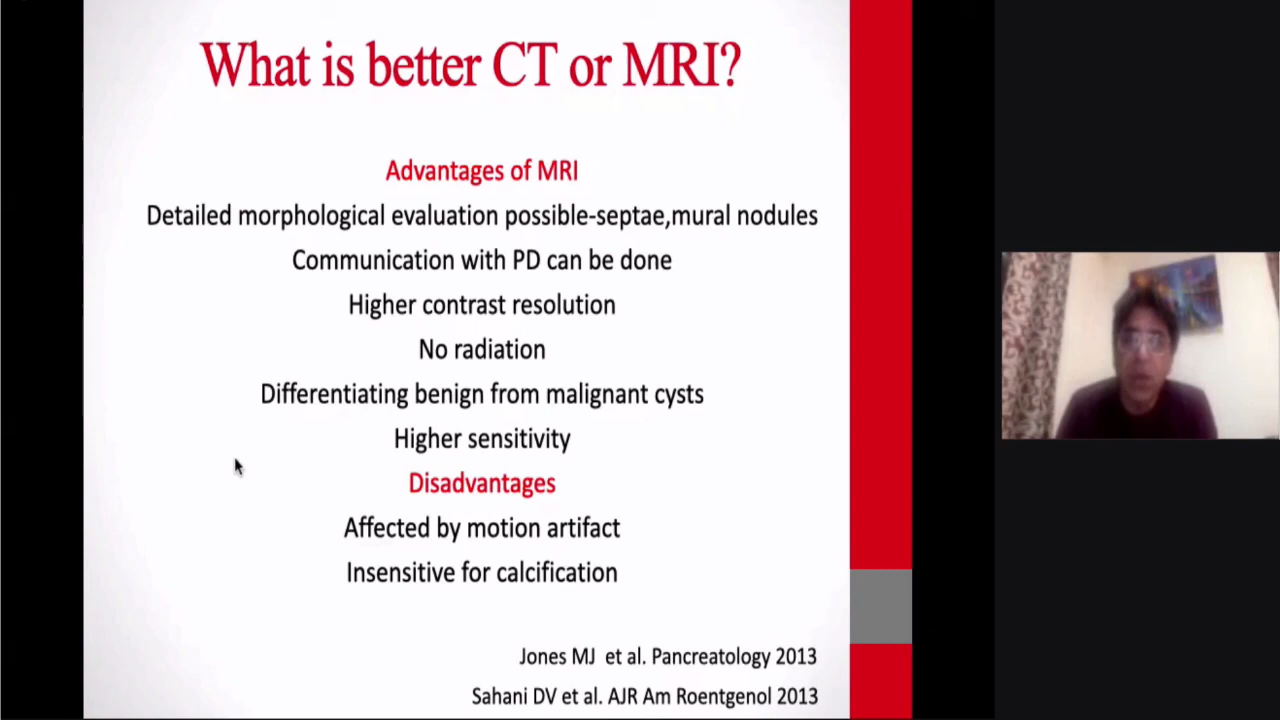 What is better CT or MRI?
Advantages of MRI
Detailed morphological evaluation possible-septae,mural nodules
Communication with PD can be done
Higher contrast resolution
No radiation
Differentiating benign from malignant cysts
Higher sensitivity
Disadvantages
Affected by motion artifact
Insensitive for calcification
Jones MJ et al. Pancreatology 2013
Sahani DV et al. AJR Am Roentgenol 2013